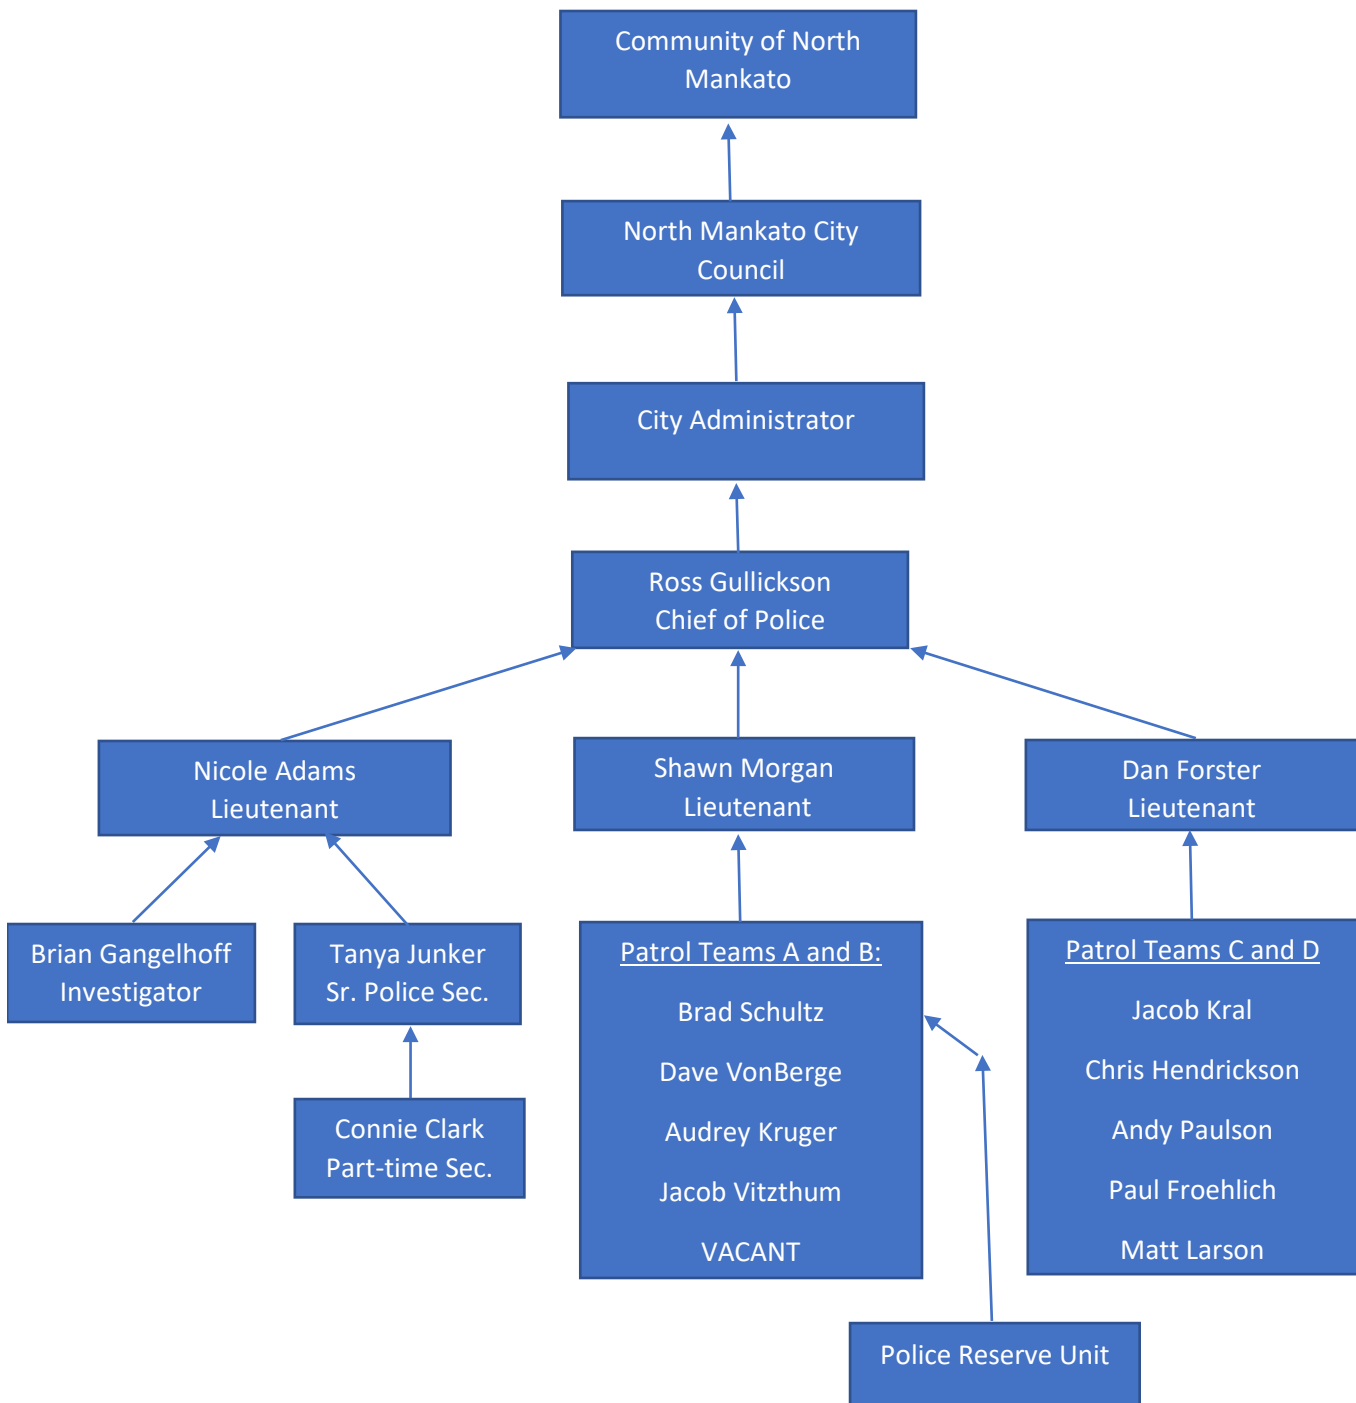 Community of North
Mankato
North Mankato City
Council
City Administrator
Ross Gullickson
Chief of Police
Nicole Adams
Lieutenant
Shawn Morgan
Lieutenant
Dan Forster
Lieutenant
Brian Gangelhoff
Investigator
Tanya Junker
Sr. Police Sec.
Connie Clark
Part-time Sec.
Patrol Teams A and B:
Brad Schultz
Dave VonBerge
Audrey Kruger
Jacob Vitzthum
VACANT
Patrol Teams C and D
Jacob Kral
Chris Hendrickson
Andy Paulson
Paul Froehlich
Matt Larson
Police Reserve Unit